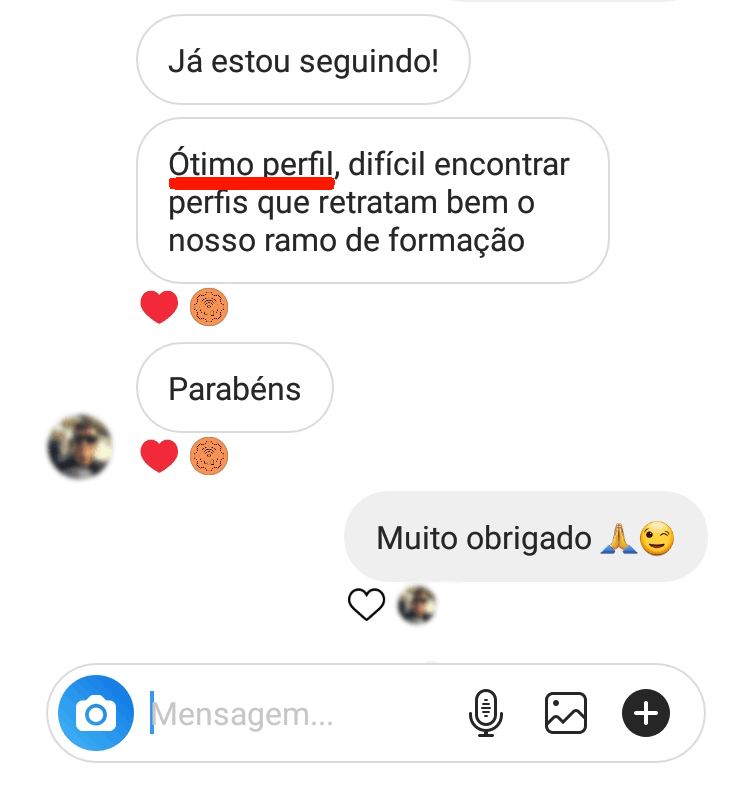 Já estou seguindo!
Ótimo perfil, difícil encontrar
perfis que retratam bem o
nosso ramo de formação
Parabéns
Muito obrigado 🙏😉
Mensagem...